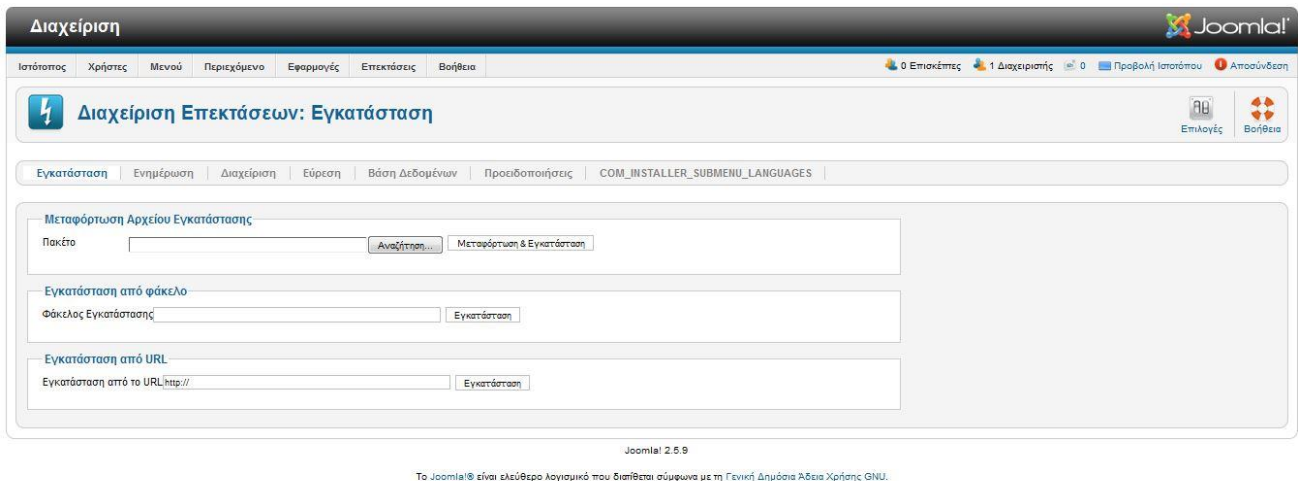 Διαχείριση
Joomla!
Ιστότοπος Χρήστες Μενού Περιεχόμενο Εφαρμογές Επεκτάσεις Βοήθεια 0 Επισκέπτες 1 Διαχειριστής 0 Προβολή Ιστοτόπου Αποσύνδεση
Διαχείριση Επεκτάσεων: Εγκατάσταση
Επιλογές Βοήθεια
Εγκατάσταση Ενημέρωση Διαχείριση Εύρεση Βάση Δεδομένων Προειδοποιήσεις COM_INSTALLER_SUBMENU_LANGUAGES
Μεταφόρτωση Αρχείου Εγκατάστασης
Πακέτο Αναζήτηση... Μεταφόρτωση & Εγκατάσταση
Εγκατάσταση από φάκελο
Φάκελος Εγκατάστασης Εγκατάσταση
Εγκατάσταση από URL
Εγκατάσταση από το URL http:// Εγκατάσταση
Joomla! 2.5.9
Το Joomla!® είναι ελεύθερο λογισμικό που διατίθεται σύμφωνα με τη Γενική Δημόσια Άδεια Χρήσης GNU.